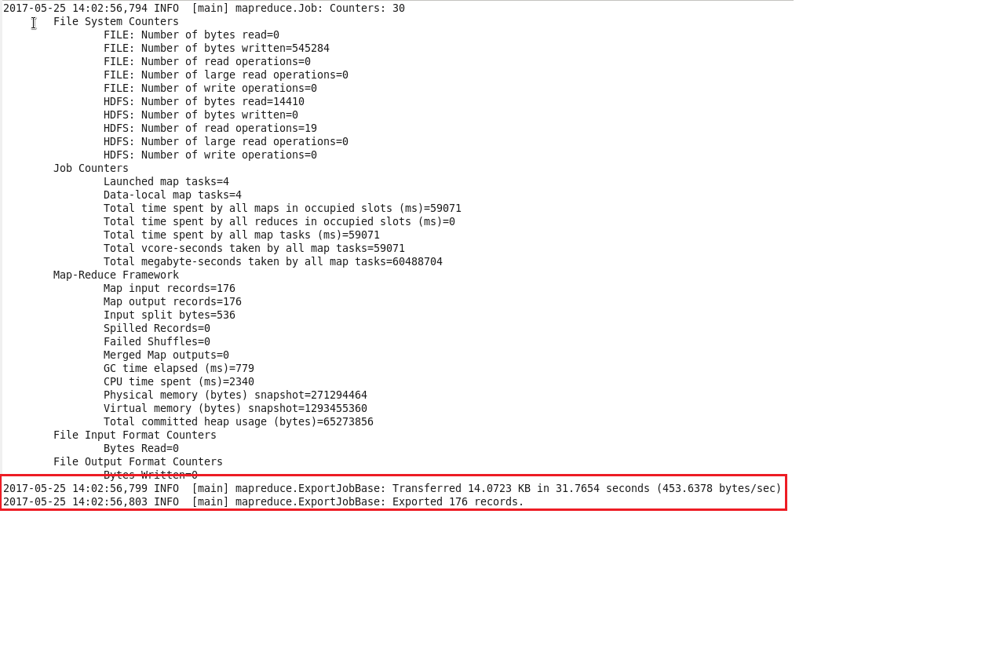 2017-05-25 14:02:56,794 INFO  [main] mapreduce.Job: Counters: 30
File System Counters
FILE: Number of bytes read=0
FILE: Number of bytes written=545284
FILE: Number of read operations=0
FILE: Number of large read operations=0
FILE: Number of write operations=0
HDFS: Number of bytes read=14410
HDFS: Number of bytes written=0
HDFS: Number of read operations=19
HDFS: Number of large read operations=0
HDFS: Number of write operations=0
Job Counters
Launched map tasks=4
Data-local map tasks=4
Total time spent by all maps in occupied slots (ms)=59071
Total time spent by all reduces in occupied slots (ms)=0
Total time spent by all map tasks (ms)=59071
Total vcore-seconds taken by all map tasks=59071
Total megabyte-seconds taken by all map tasks=60488704
Map-Reduce Framework
Map input records=176
Map output records=176
Input split bytes=536
Spilled Records=0
Failed Shuffles=0
Merged Map outputs=0
GC time elapsed (ms)=779
CPU time spent (ms)=2340
Physical memory (bytes) snapshot=271294464
Virtual memory (bytes) snapshot=1293455360
Total committed heap usage (bytes)=65273856
File Input Format Counters
Bytes Read=0
File Output Format Counters
Bytes Written=0
2017-05-25 14:02:56,799 INFO  [main] mapreduce.ExportJobBase: Transferred 14.0723 KB in 31.7654 seconds (453.6378 bytes/sec)
2017-05-25 14:02:56,803 INFO  [main] mapreduce.ExportJobBase: Exported 176 records.